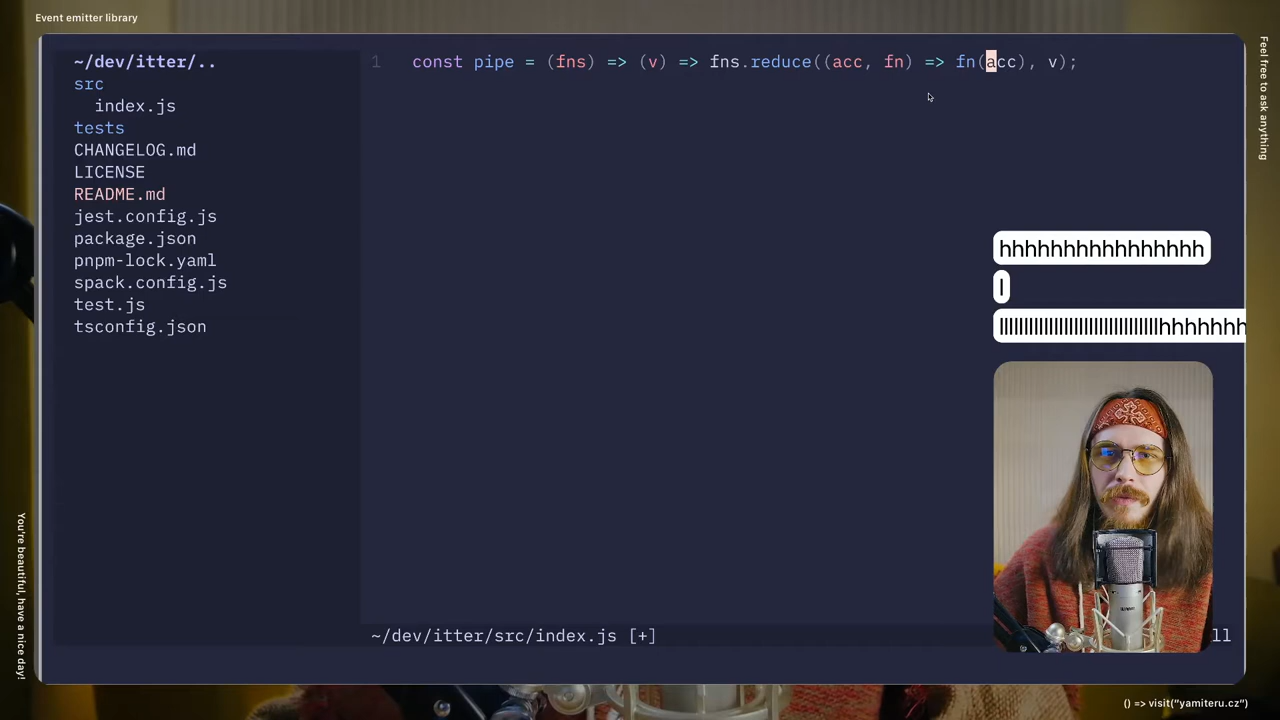 Event emitter library
~/dev/itter/..
src
index.js
tests
CHANGELOG.md
LICENSE
README.md
jest.config.js
package.json
pnpm-lock.yaml
spack.config.js
test.js
tsconfig.json
1 const pipe = (fns) => (v) => fns.reduce((acc, fn) => fn(acc), v);
hhhhhhhhhhhhhhhh
l
~/dev/itter/src/index.js [+]
ll
Feel free to ask anything
You're beautiful, have a nice day!
() => visit("yamiteru.cz")